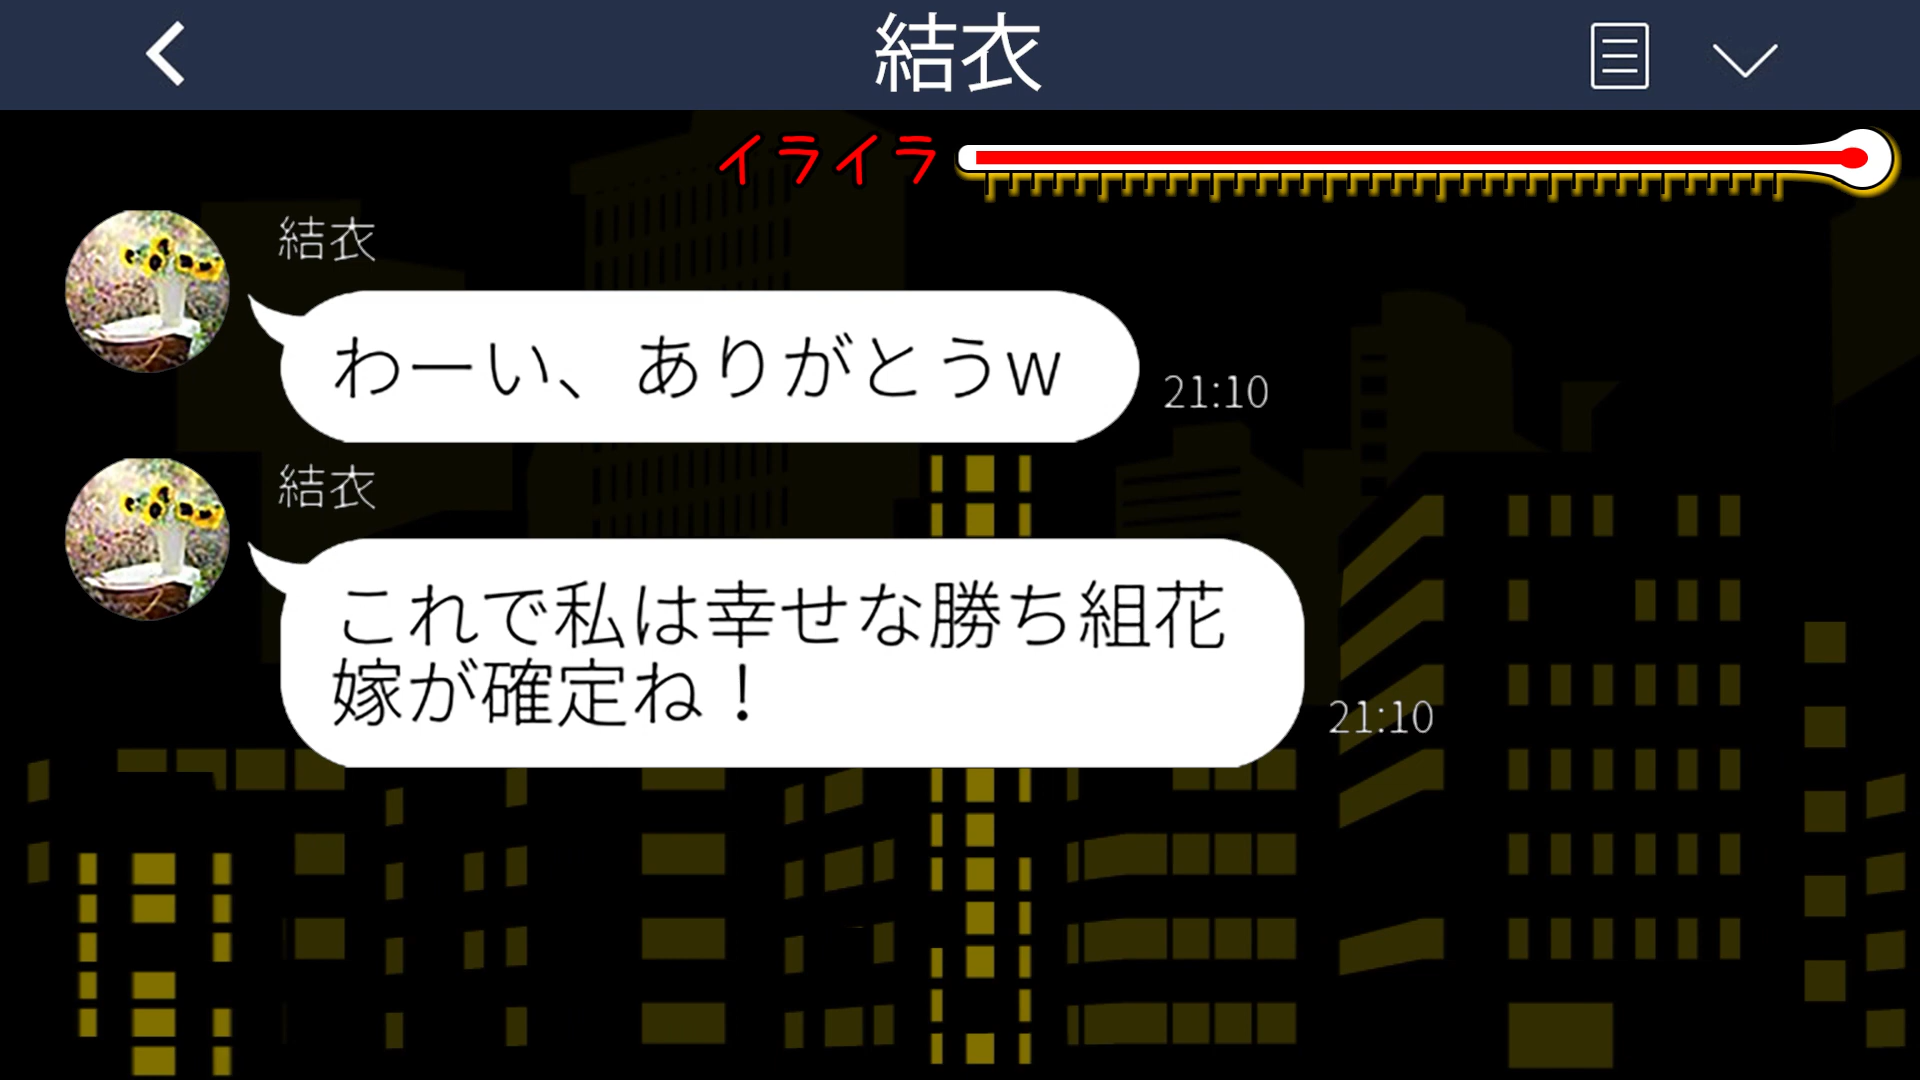 結衣
イライラ
結衣
わーい、ありがとうw
21:10
結衣
これで私は幸せな勝ち組花
嫁が確定ね！
21:10